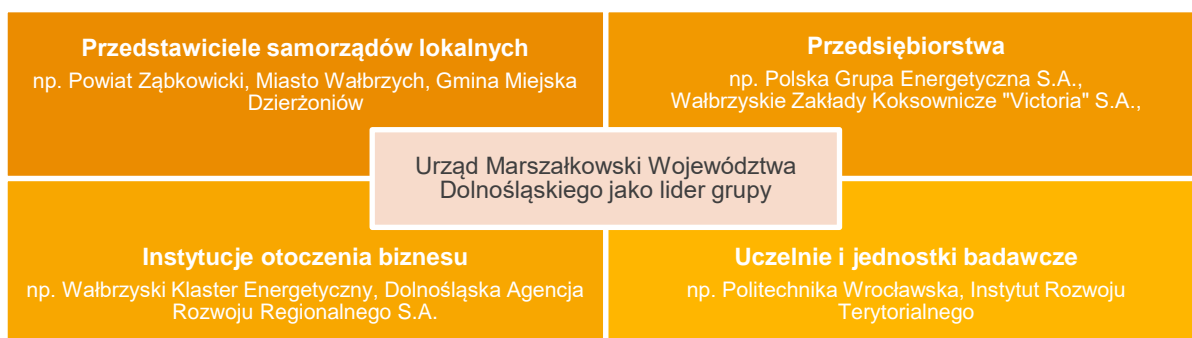 Przedstawiciele samorządów lokalnych
np. Powiat Ząbkowicki, Miasto Wałbrzych, Gmina Miejska
Dzierżoniów
Przedsiębiorstwa
np. Polska Grupa Energetyczna S.A.,
Wałbrzyskie Zakłady Koksownicze "Victoria" S.A.,
Urząd Marszałkowski Województwa
Dolnośląskiego jako lider grupy
Instytucje otoczenia biznesu
np. Wałbrzyski Klaster Energetyczny, Dolnośląska Agencja
Rozwoju Regionalnego S.A.
Uczelnie i jednostki badawcze
np. Politechnika Wrocławska, Instytut Rozwoju
Terytorialnego